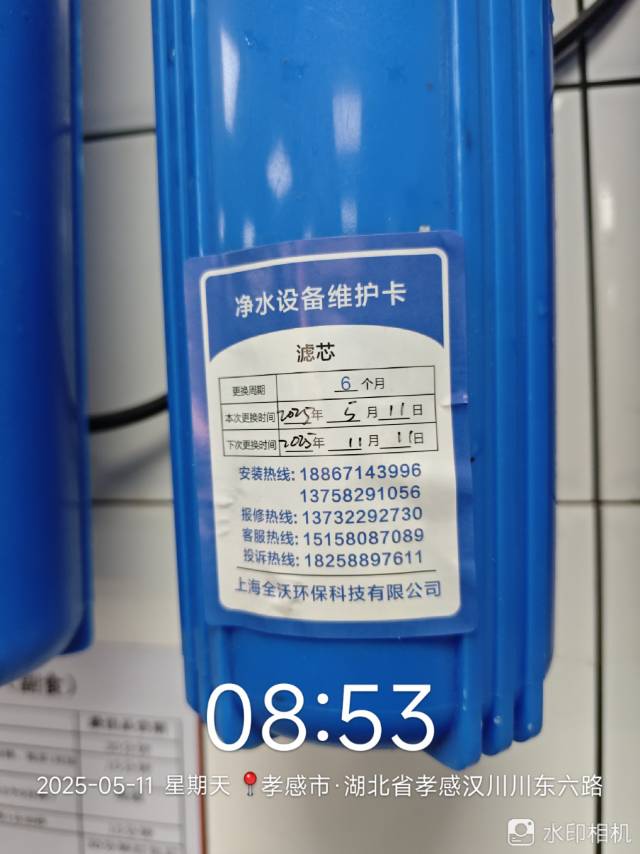 净水设备维护卡
滤芯
更换周期 6 个月
本次更换时间 2025年 5 月 11 日
下次更换时间 2025年 11 月 11 日
安装热线: 18867143996
13758291056
报修热线: 13732292730
客服热线: 15158087089
投诉热线: 18258897611
上海全沃环保科技有限公司
08:53
2025-05-11 星期天 孝感市·湖北省孝感汉川川东六路
水印相机